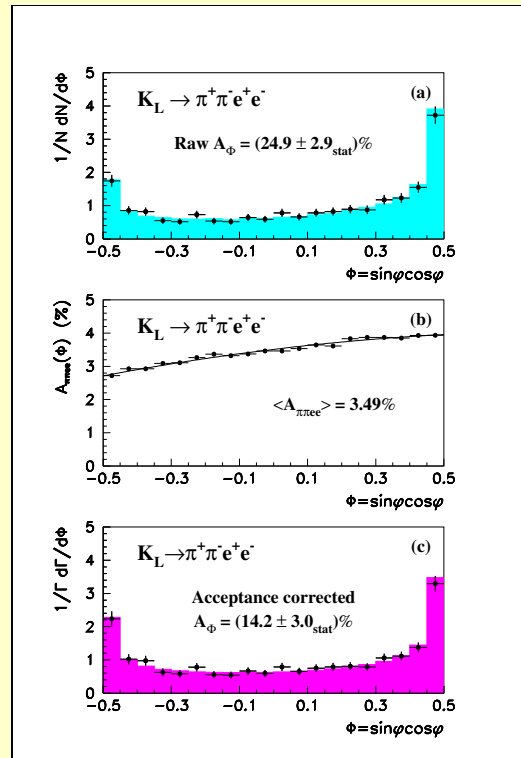 (a)
K_L → π⁺π⁻e⁺e⁻
Raw A_Φ = (24.9 ± 2.9_stat)%
1/N dN/dΦ
5
4
3
2
1
0
−0.5 −0.3 −0.1 0.1 0.3 0.5
Φ=sinφcosφ
(b)
K_L → π⁺π⁻e⁺e⁻
<A_ππee> = 3.49%
A_ππee(Φ) (%)
5
4
3
2
1
0
−0.5 −0.3 −0.1 0.1 0.3 0.5
Φ=sinφcosφ
(c)
K_L→π⁺π⁻e⁺e⁻
Acceptance corrected
A_Φ = (14.2 ± 3.0_stat)%
1/Γ dΓ/dΦ
5
4
3
2
1
0
−0.5 −0.3 −0.1 0.1 0.3 0.5
Φ=sinφcosφ